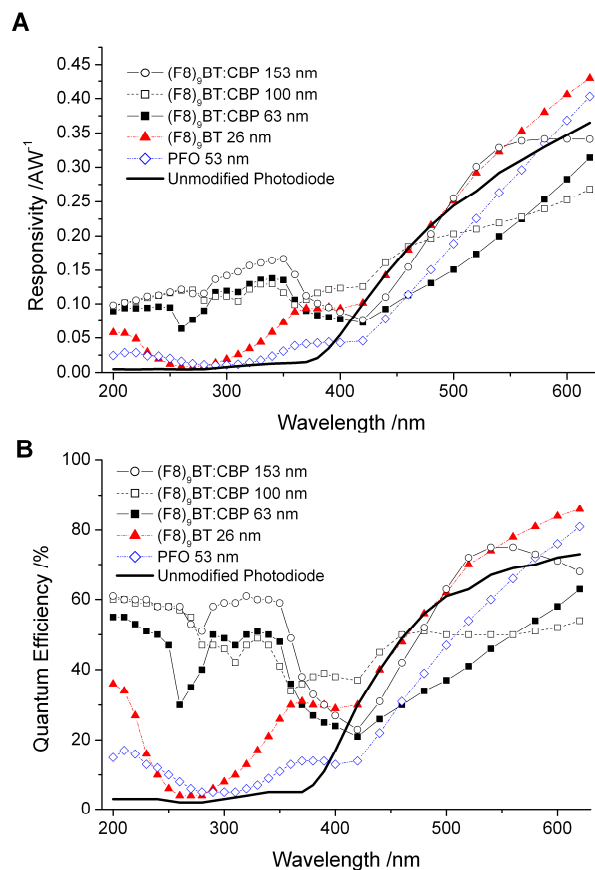 A
0.45
0.40
0.35
0.30
0.25
0.20
0.15
0.10
0.05
0.00
Responsivity /AW⁻¹
(F8)₉BT:CBP 153 nm
(F8)₉BT:CBP 100 nm
(F8)₉BT:CBP 63 nm
(F8)₉BT 26 nm
PFO 53 nm
Unmodified Photodiode
200 300 400 500 600
Wavelength /nm
B
100
80
60
40
20
0
Quantum Efficiency /%
(F8)₉BT:CBP 153 nm
(F8)₉BT:CBP 100 nm
(F8)₉BT:CBP 63 nm
(F8)₉BT 26 nm
PFO 53 nm
Unmodified Photodiode
200 300 400 500 600
Wavelength /nm